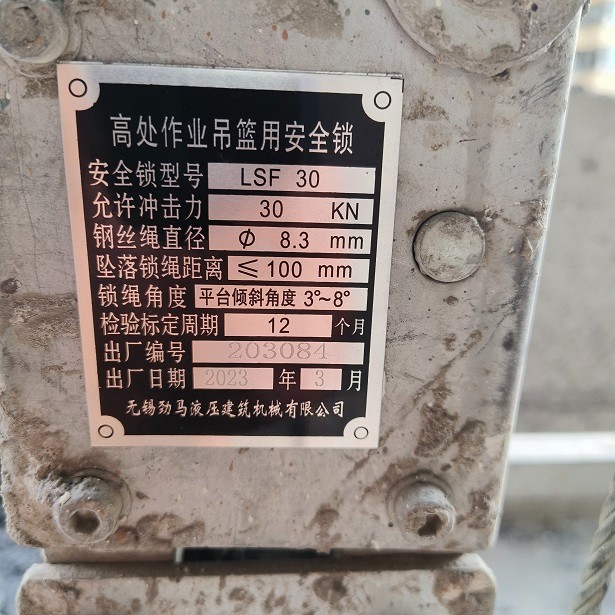 高处作业吊篮用安全锁
安全锁型号 LSF 30
允许冲击力 30 KN
钢丝绳直径 Φ 8.3 mm
坠落锁绳距离 ≤100 mm
锁绳角度 平台倾斜角度 3°~8°
检验标定周期 12 个月
出厂编号 203084
出厂日期 2023 年 3 月
无锡劲马液压建筑机械有限公司